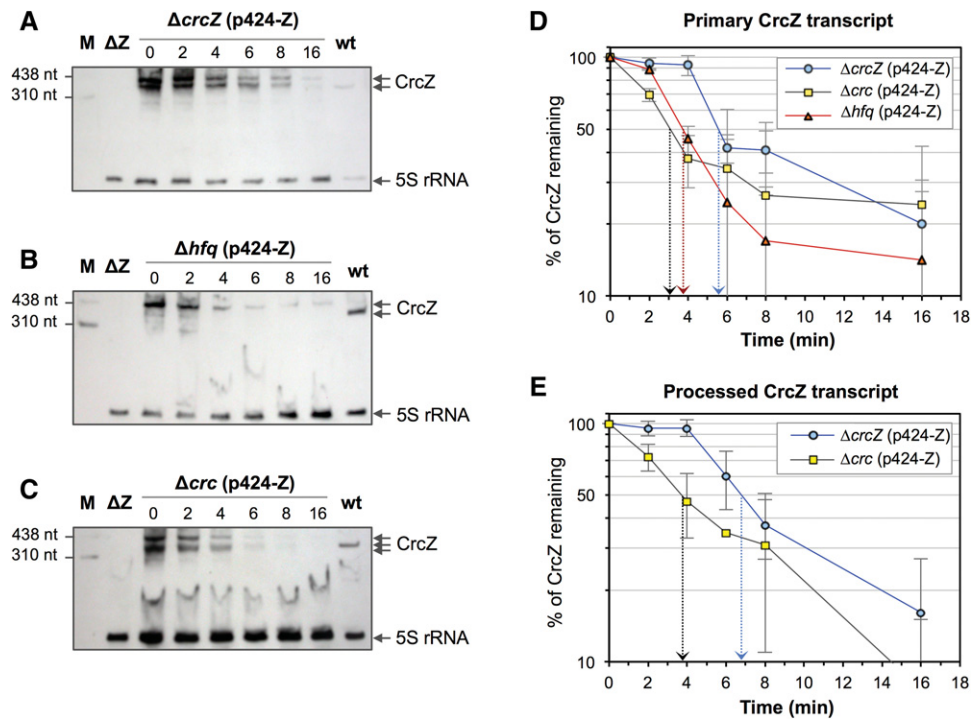 A
ΔcrcZ (p424-Z)
M ΔZ 0 2 4 6 8 16 wt
438 nt
310 nt
CrcZ
5S rRNA
B
Δhfq (p424-Z)
M ΔZ 0 2 4 6 8 16 wt
438 nt
310 nt
CrcZ
5S rRNA
C
Δcrc (p424-Z)
M ΔZ 0 2 4 6 8 16 wt
438 nt
310 nt
CrcZ
5S rRNA
D
Primary CrcZ transcript
% of CrcZ remaining
100
50
10
ΔcrcZ (p424-Z)
Δcrc (p424-Z)
Δhfq (p424-Z)
0 2 4 6 8 10 12 14 16 18
Time (min)
E
Processed CrcZ transcript
% of CrcZ remaining
100
50
10
ΔcrcZ (p424-Z)
Δcrc (p424-Z)
0 2 4 6 8 10 12 14 16 18
Time (min)